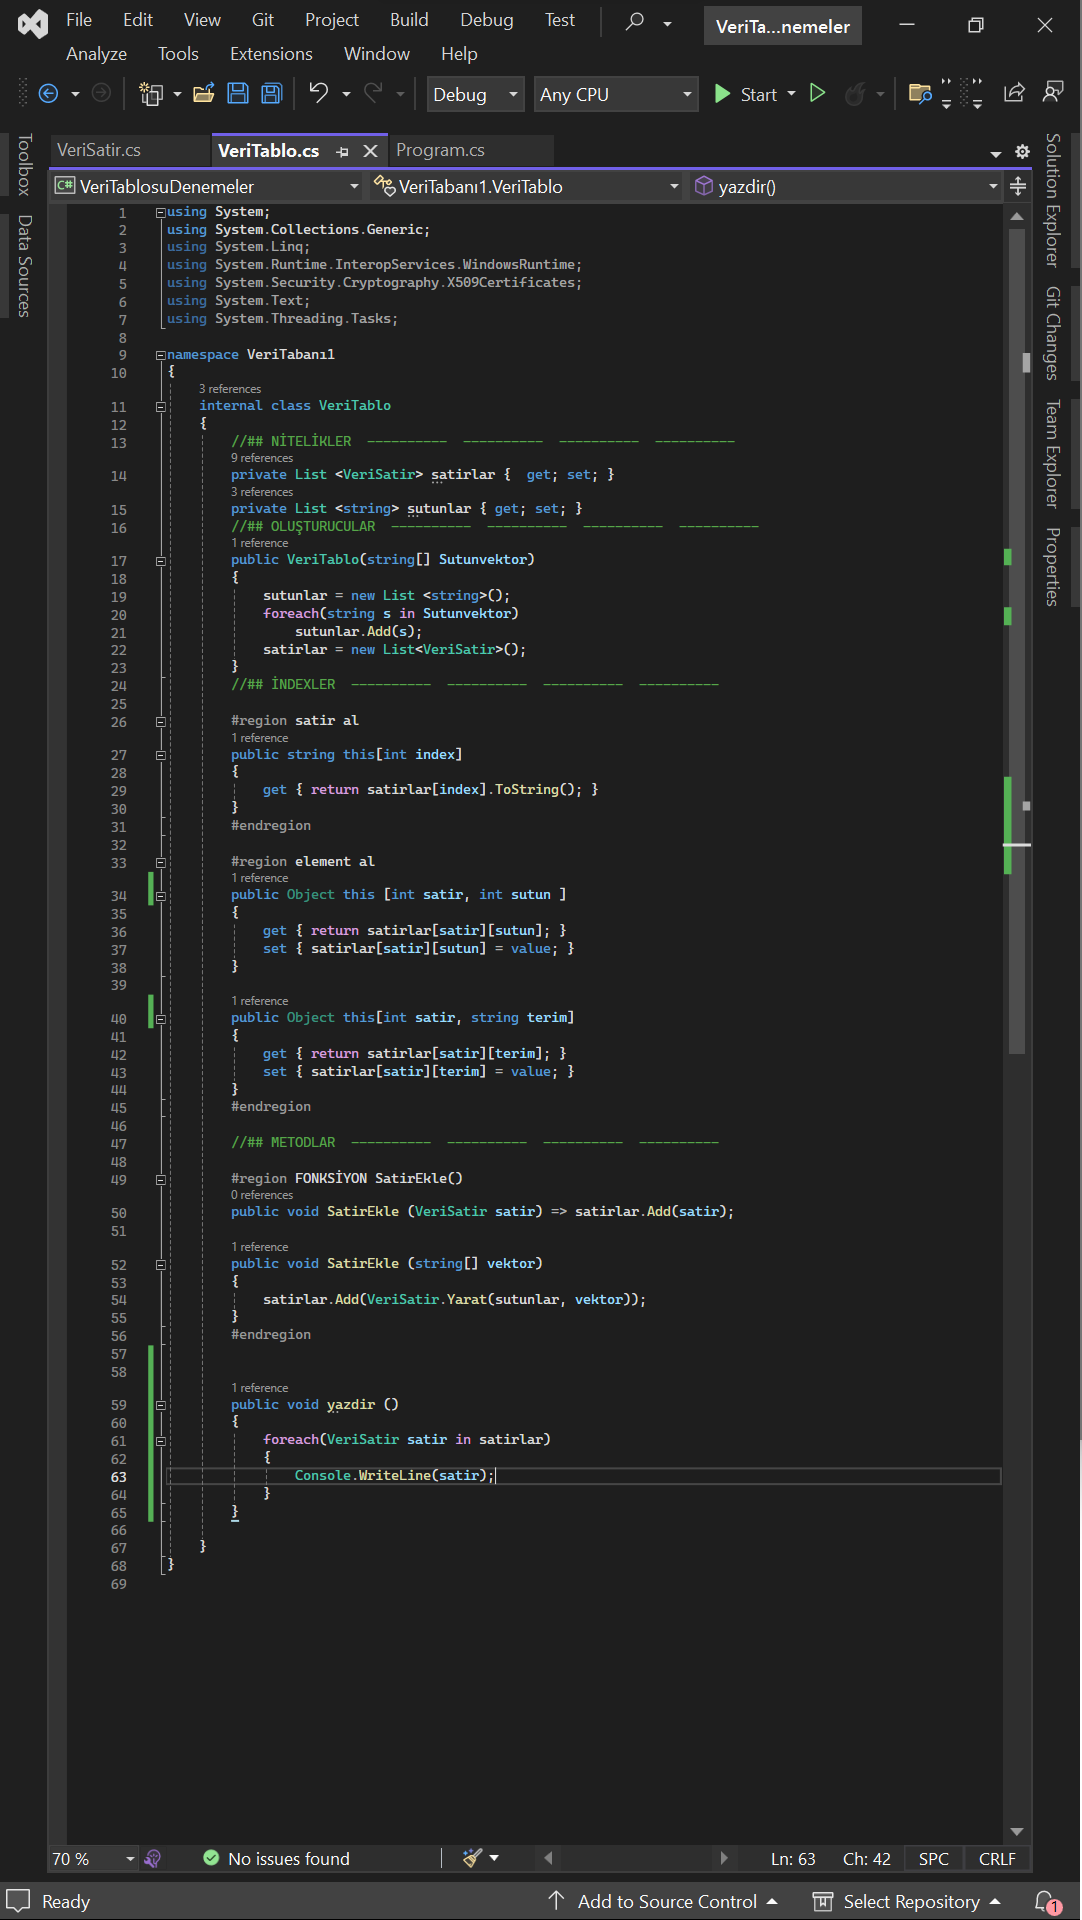 File Edit View Git Project Build Debug Test VeriTa...nemeler
Analyze Tools Extensions Window Help
Debug Any CPU Start
VeriSatir.cs VeriTablo.cs Program.cs
C# VeriTablosuDenemeler VeriTabanı1.VeriTablo yazdir()
Toolbox
Data Sources
Solution Explorer
Git Changes
Team Explorer
Properties
1 using System;
2 using System.Collections.Generic;
3 using System.Linq;
4 using System.Runtime.InteropServices.WindowsRuntime;
5 using System.Security.Cryptography.X509Certificates;
6 using System.Text;
7 using System.Threading.Tasks;
8
9 namespace VeriTabanı1
10 {
3 references
11 internal class VeriTablo
12 {
13 //## NİTELİKLER ---------- ---------- ---------- ----------
9 references
14 private List <VeriSatir> satirlar { get; set; }
3 references
15 private List <string> sutunlar { get; set; }
16 //## OLUŞTURUCULAR ---------- ---------- ---------- ----------
1 reference
17 public VeriTablo(string[] Sutunvektor)
18 {
19 sutunlar = new List <string>();
20 foreach(string s in Sutunvektor)
21 sutunlar.Add(s);
22 satirlar = new List<VeriSatir>();
23 }
24 //## İNDEXLER ---------- ---------- ---------- ----------
25
26 #region satir al
1 reference
27 public string this[int index]
28 {
29 get { return satirlar[index].ToString(); }
30 }
31 #endregion
32
33 #region element al
1 reference
34 public Object this [int satir, int sutun ]
35 {
36 get { return satirlar[satir][sutun]; }
37 set { satirlar[satir][sutun] = value; }
38 }
39
1 reference
40 public Object this[int satir, string terim]
41 {
42 get { return satirlar[satir][terim]; }
43 set { satirlar[satir][terim] = value; }
44 }
45 #endregion
46
47 //## METODLAR ---------- ---------- ---------- ----------
48
49 #region FONKSİYON SatirEkle()
0 references
50 public void SatirEkle (VeriSatir satir) => satirlar.Add(satir);
51
1 reference
52 public void SatirEkle (string[] vektor)
53 {
54 satirlar.Add(VeriSatir.Yarat(sutunlar, vektor));
55 }
56 #endregion
57
58
1 reference
59 public void yazdir ()
60 {
61 foreach(VeriSatir satir in satirlar)
62 {
63 Console.WriteLine(satir);
64 }
65 }
66
67 }
68 }
69
70 % No issues found Ln: 63 Ch: 42 SPC CRLF
Ready Add to Source Control Select Repository 1